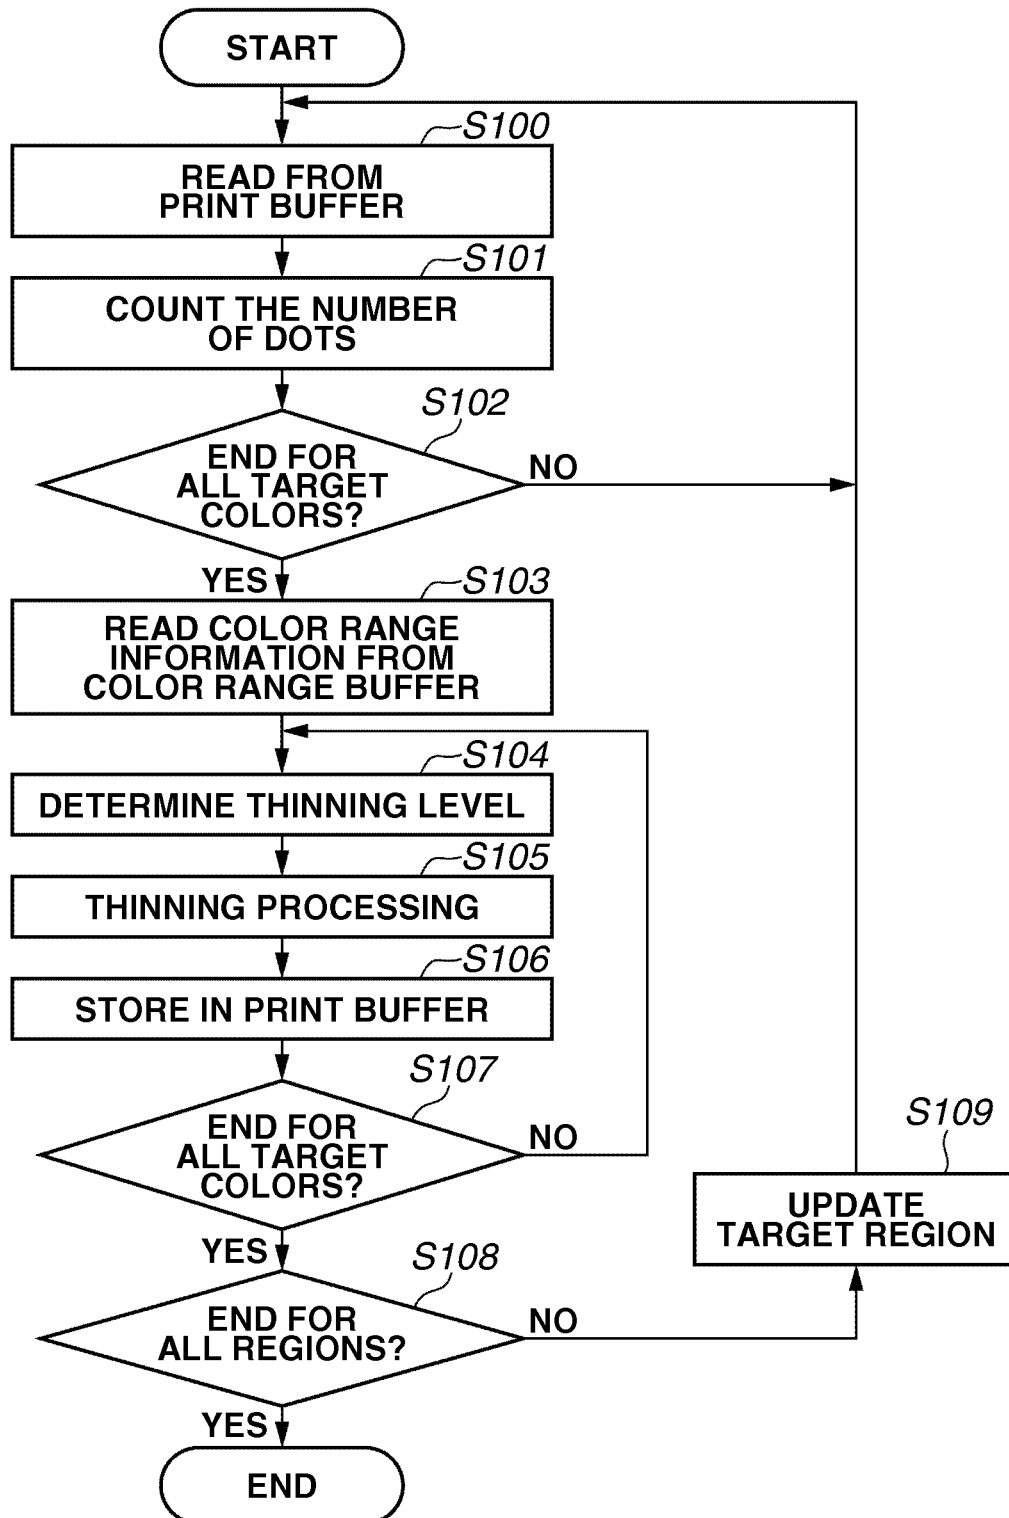 START
S100
READ FROM
PRINT BUFFER
S101
COUNT THE NUMBER
OF DOTS
S102
END FOR
ALL TARGET
COLORS?
NO
YES
S103
READ COLOR RANGE
INFORMATION FROM
COLOR RANGE BUFFER
S104
DETERMINE THINNING LEVEL
S105
THINNING PROCESSING
S106
STORE IN PRINT BUFFER
S107
END FOR
ALL TARGET
COLORS?
NO
YES
S109
UPDATE
TARGET REGION
S108
END FOR
ALL REGIONS?
NO
YES
END